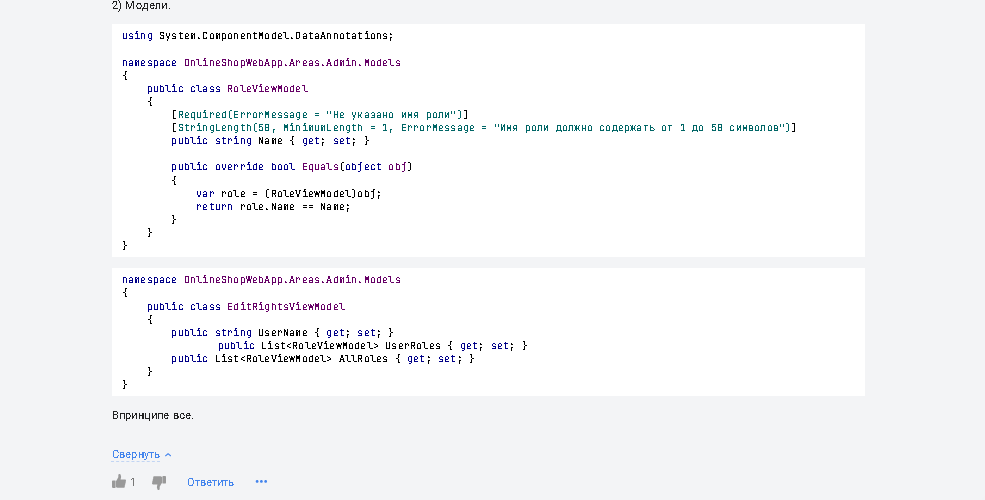 2) Модели.
using System.ComponentModel.DataAnnotations;
namespace OnlineShopWebApp.Areas.Admin.Models
{
public class RoleViewModel
{
[Required(ErrorMessage = "Не указано имя роли")]
[StringLength(50, MinimumLength = 1, ErrorMessage = "Имя роли должно содержать от 1 до 50 символов")]
public string Name { get; set; }
public override bool Equals(object obj)
{
var role = (RoleViewModel)obj;
return role.Name == Name;
}
}
}
namespace OnlineShopWebApp.Areas.Admin.Models
{
public class EditRightsViewModel
{
public string UserName { get; set; }
public List<RoleViewModel> UserRoles { get; set; }
public List<RoleViewModel> AllRoles { get; set; }
}
}
Впринципе все.
Свернуть
1 Ответить